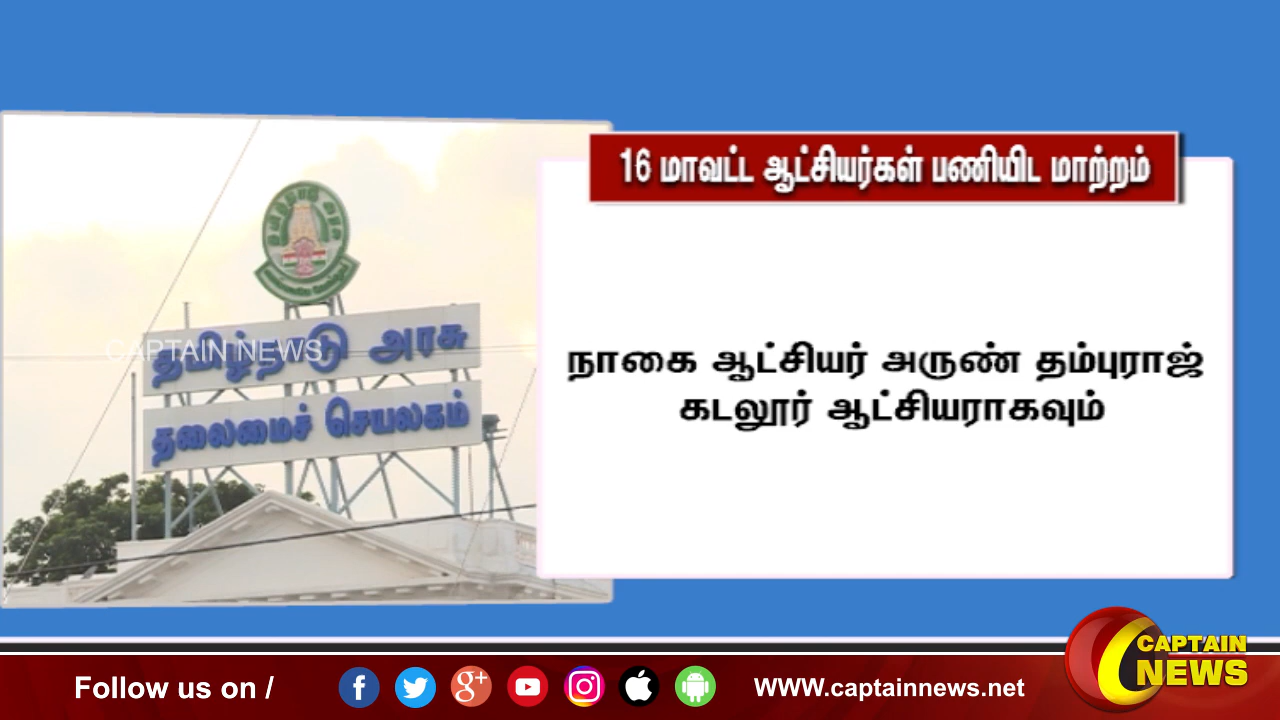 16 மாவட்ட ஆட்சியர்கள் பணியிட மாற்றம்
தமிழ்நாடு அரசு
தலைமைச் செயலகம்
CAPTAIN NEWS
நாகை ஆட்சியர் அருண் தம்புராஜ்
கடலூர் ஆட்சியராகவும்
Follow us on /
WWW.captainnews.net
CAPTAIN
NEWS